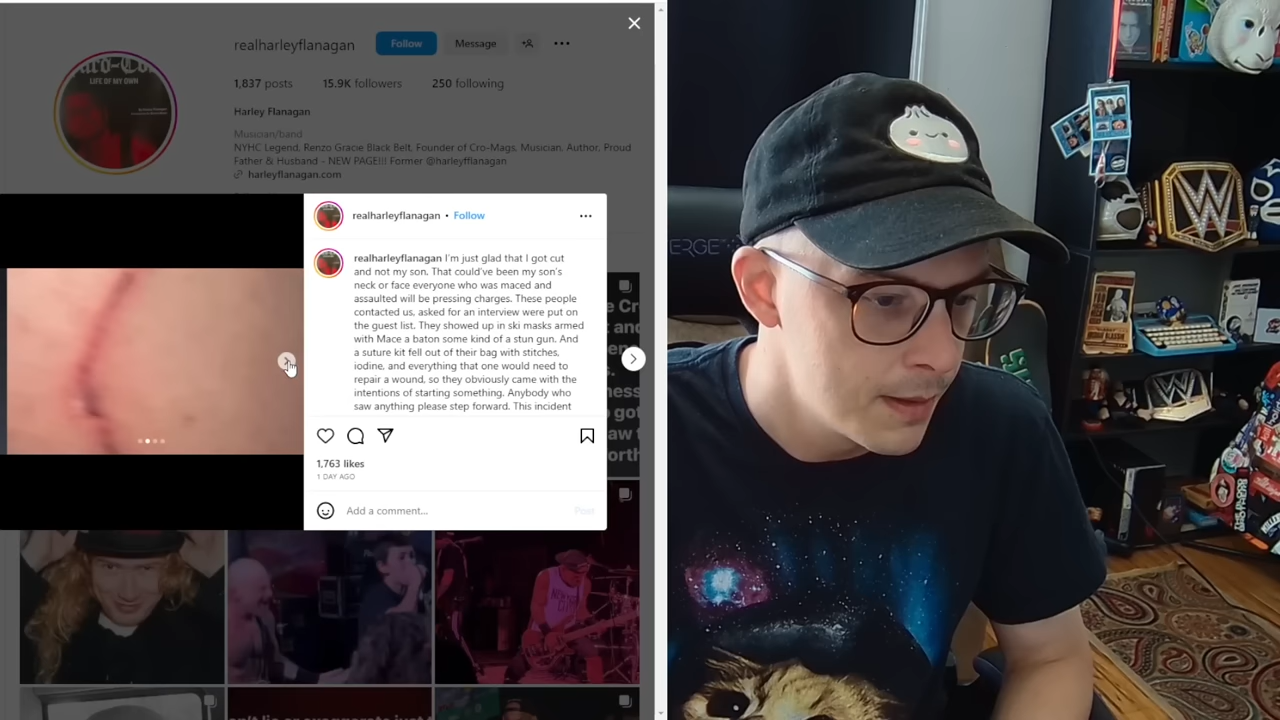 realharleyflanagan Follow Message
1,837 posts 15.9K followers 250 following
Harley Flanagan
Musician/band
NYHC Legend, Renzo Gracie Black Belt, Founder of Cro-Mags, Musician, Author, Proud
Father & Husband - NEW PAGE!!! Former @harleyffianagan
harleyflanagan.com
LIFE OF MY OWN
realharleyflanagan • Follow
realharleyflanagan I'm just glad that I got cut
and not my son. That could've been my son's
neck or face everyone who was maced and
assaulted will be pressing charges. These people
contacted us, asked for an interview were put on
the guest list. They showed up in ski masks armed
with Mace a baton some kind of a stun gun. And
a suture kit fell out of their bag with stitches,
iodine, and everything that one would need to
repair a wound, so they obviously came with the
intentions of starting something. Anybody who
saw anything please step forward. This incident
1,763 likes
1 DAY AGO
Add a comment...
Post
NEW